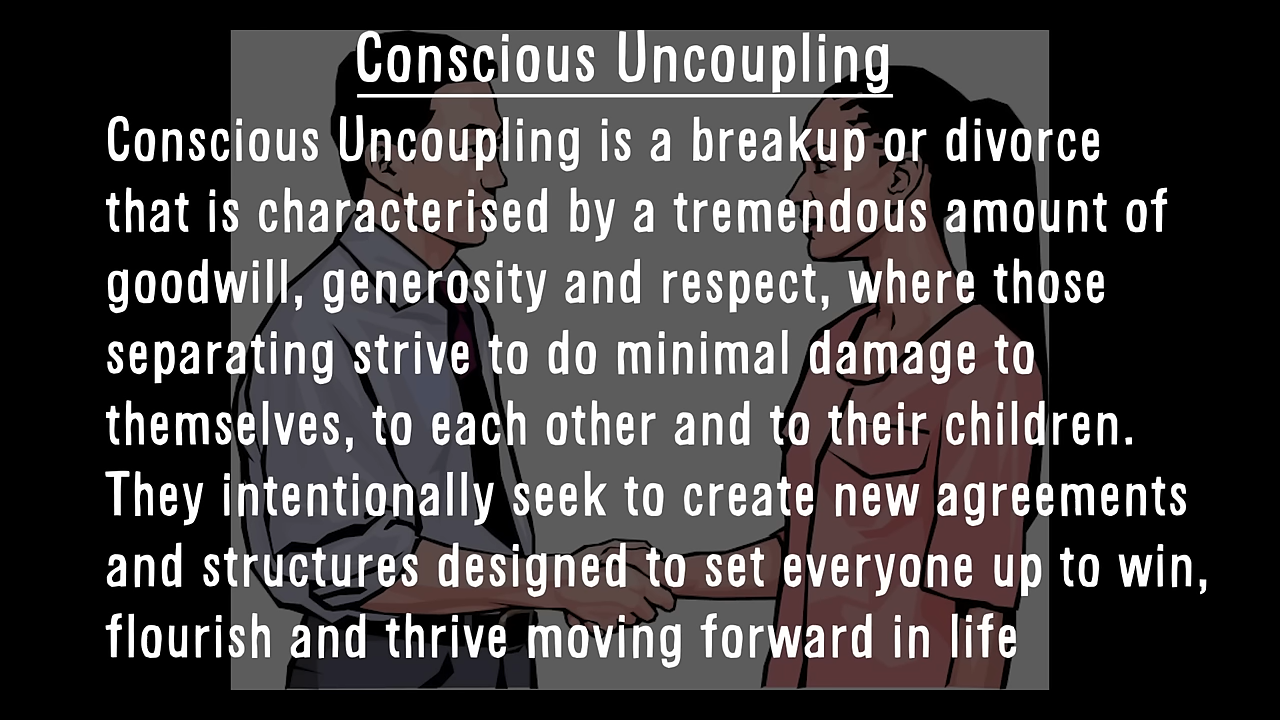 Conscious Uncoupling
Conscious Uncoupling is a breakup or divorce
that is characterised by a tremendous amount of
goodwill, generosity and respect, where those
separating strive to do minimal damage to
themselves, to each other and to their children.
They intentionally seek to create new agreements
and structures designed to set everyone up to win,
flourish and thrive moving forward in life